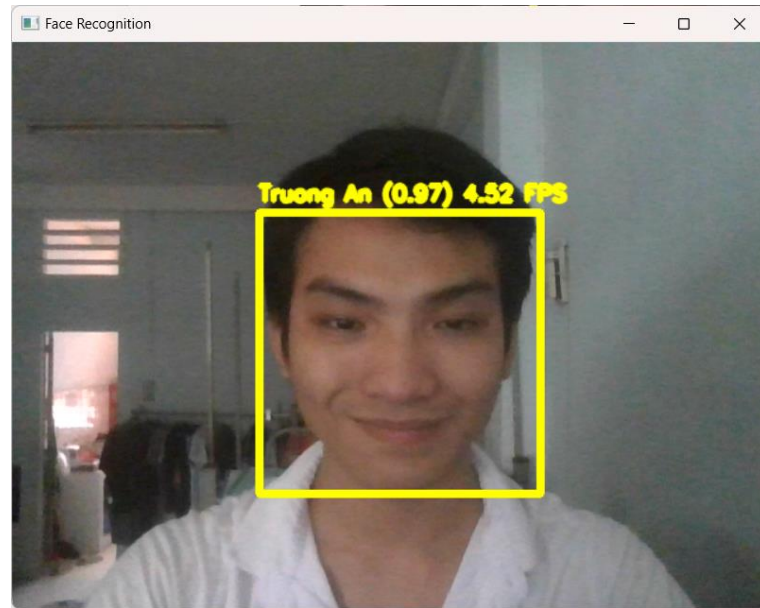 Face Recognition
Truong An (0.97) 4.52 FPS